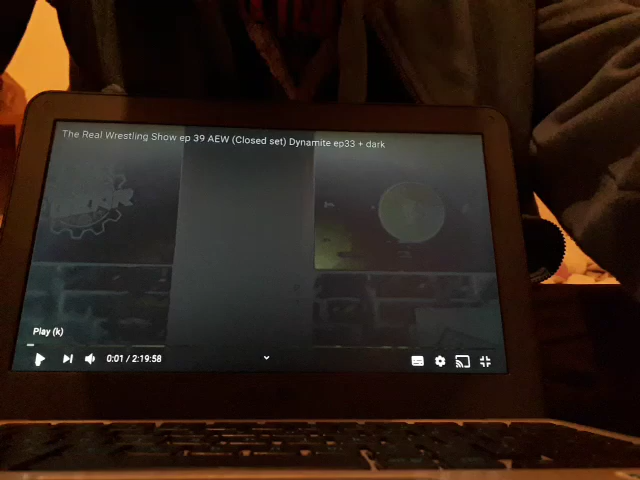 The Real Wrestling Show ep 39 AEW (Closed set) Dynamite ep33 + dark
Play (k)
0:01 / 2:19:58